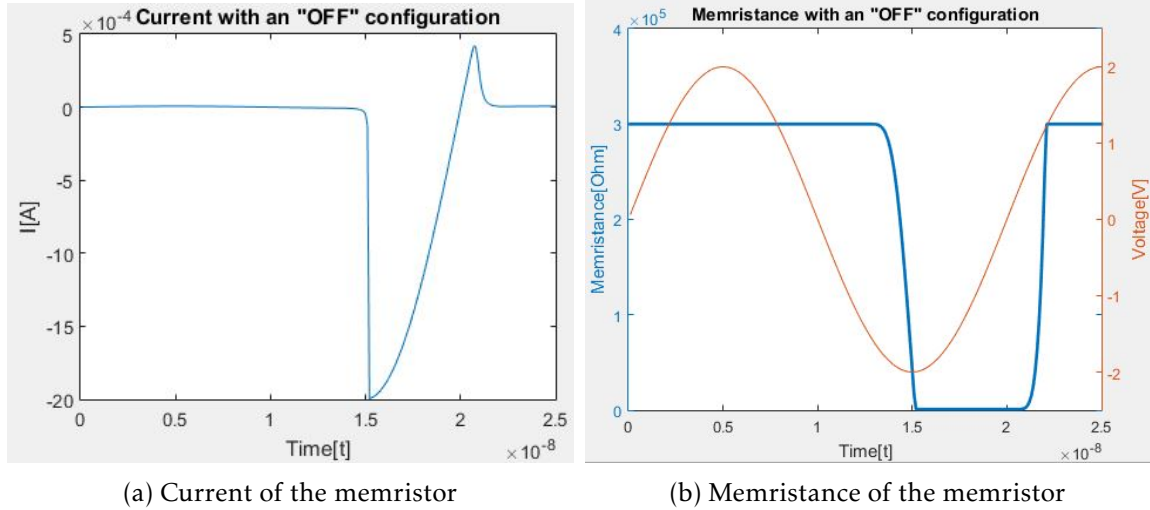 ×10⁻⁴ Current with an "OFF" configuration
5
0
-5
-10
-15
-20
I[A]
0 0.5 1 1.5 2 2.5
Time[t] ×10⁻⁸
(a) Current of the memristor
Memristance with an "OFF" configuration
×10⁵
4
3
2
1
0
Memristance[Ohm]
2
1
0
-1
-2
Voltage[V]
0 0.5 1 1.5 2 2.5
Time[t] ×10⁻⁸
(b) Memristance of the memristor